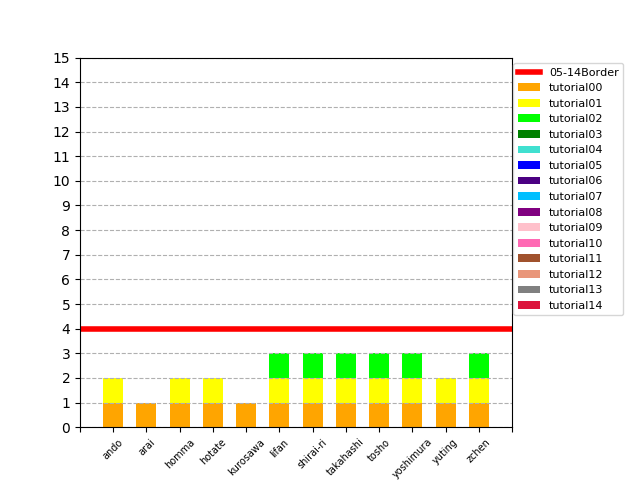 15
14
13
12
11
10
9
8
7
6
5
4
3
2
1
0
ando
arai
homma
hotate
kurosawa
lifan
shirai-ri
takahashi
tosho
yoshimura
yuting
zchen
05-14Border
tutorial00
tutorial01
tutorial02
tutorial03
tutorial04
tutorial05
tutorial06
tutorial07
tutorial08
tutorial09
tutorial10
tutorial11
tutorial12
tutorial13
tutorial14